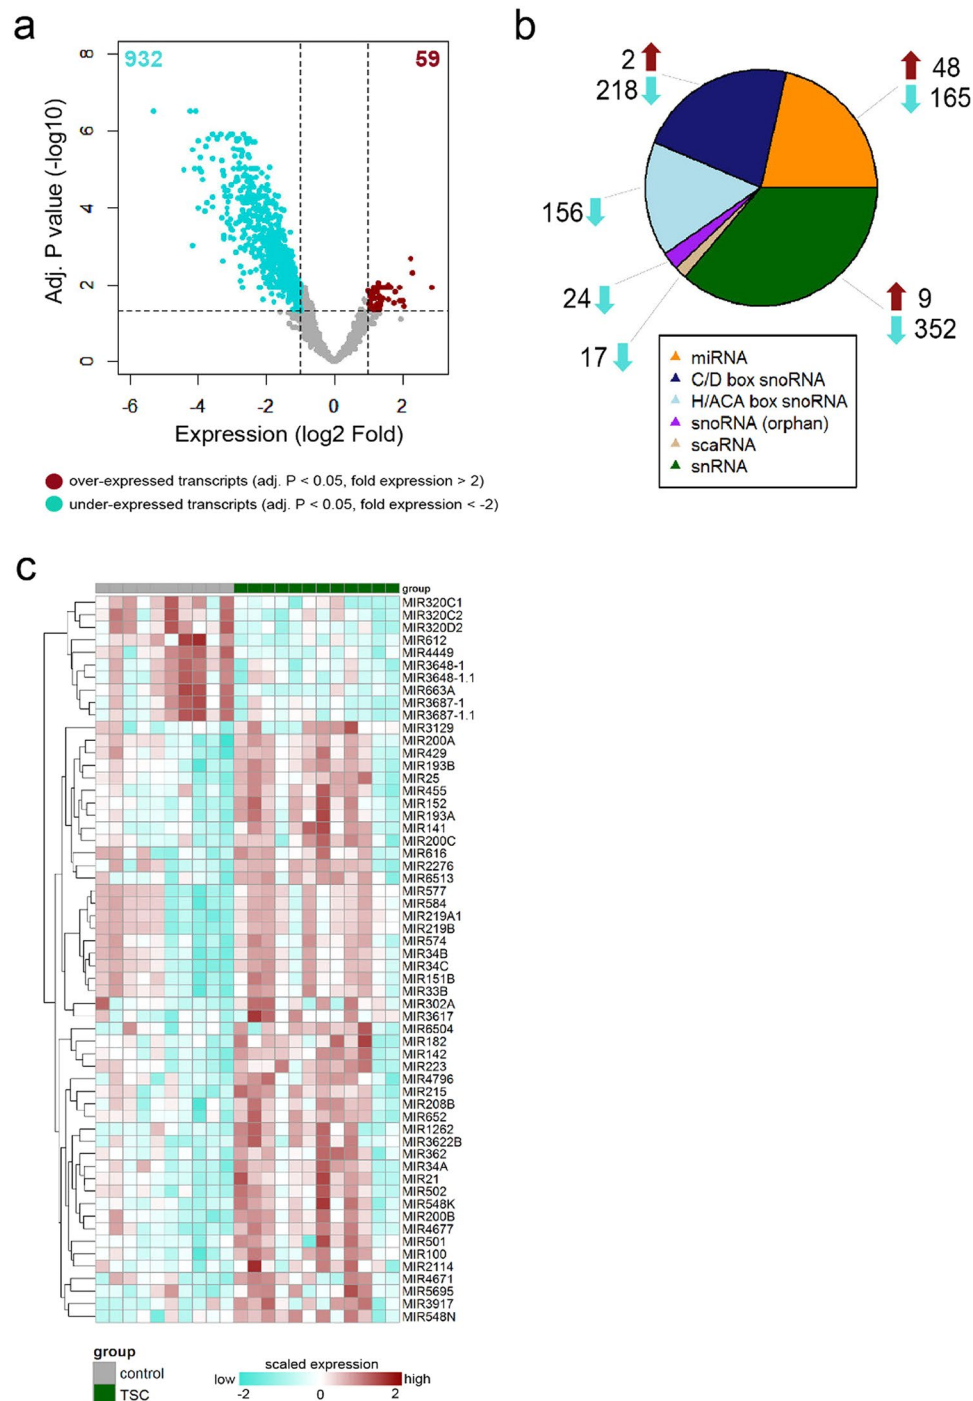 a
932
59
8
6
4
2
0
Adj. P value (-log10)
-6
-4
-2
0
2
Expression (log2 Fold)
over-expressed transcripts (adj. P < 0.05, fold expression > 2)
under-expressed transcripts (adj. P < 0.05, fold expression < -2)
b
2
218
48
165
156
24
17
9
352
miRNA
C/D box snoRNA
H/ACA box snoRNA
snoRNA (orphan)
scaRNA
snRNA
c
group
MIR320C1
MIR320C2
MIR320D2
MIR612
MIR4449
MIR3648-1
MIR3648-1.1
MIR663A
MIR3687-1
MIR3687-1.1
MIR3129
MIR200A
MIR429
MIR193B
MIR25
MIR455
MIR152
MIR193A
MIR141
MIR200C
MIR616
MIR2276
MIR6513
MIR577
MIR584
MIR219A1
MIR219B
MIR574
MIR34B
MIR34C
MIR151B
MIR33B
MIR302A
MIR3617
MIR6504
MIR182
MIR142
MIR223
MIR4796
MIR215
MIR208B
MIR652
MIR1262
MIR3622B
MIR362
MIR34A
MIR21
MIR502
MIR548K
MIR200B
MIR4677
MIR501
MIR100
MIR2114
MIR4671
MIR5695
MIR3917
MIR548N
group
control
TSC
scaled expression
low
high
-2
0
2